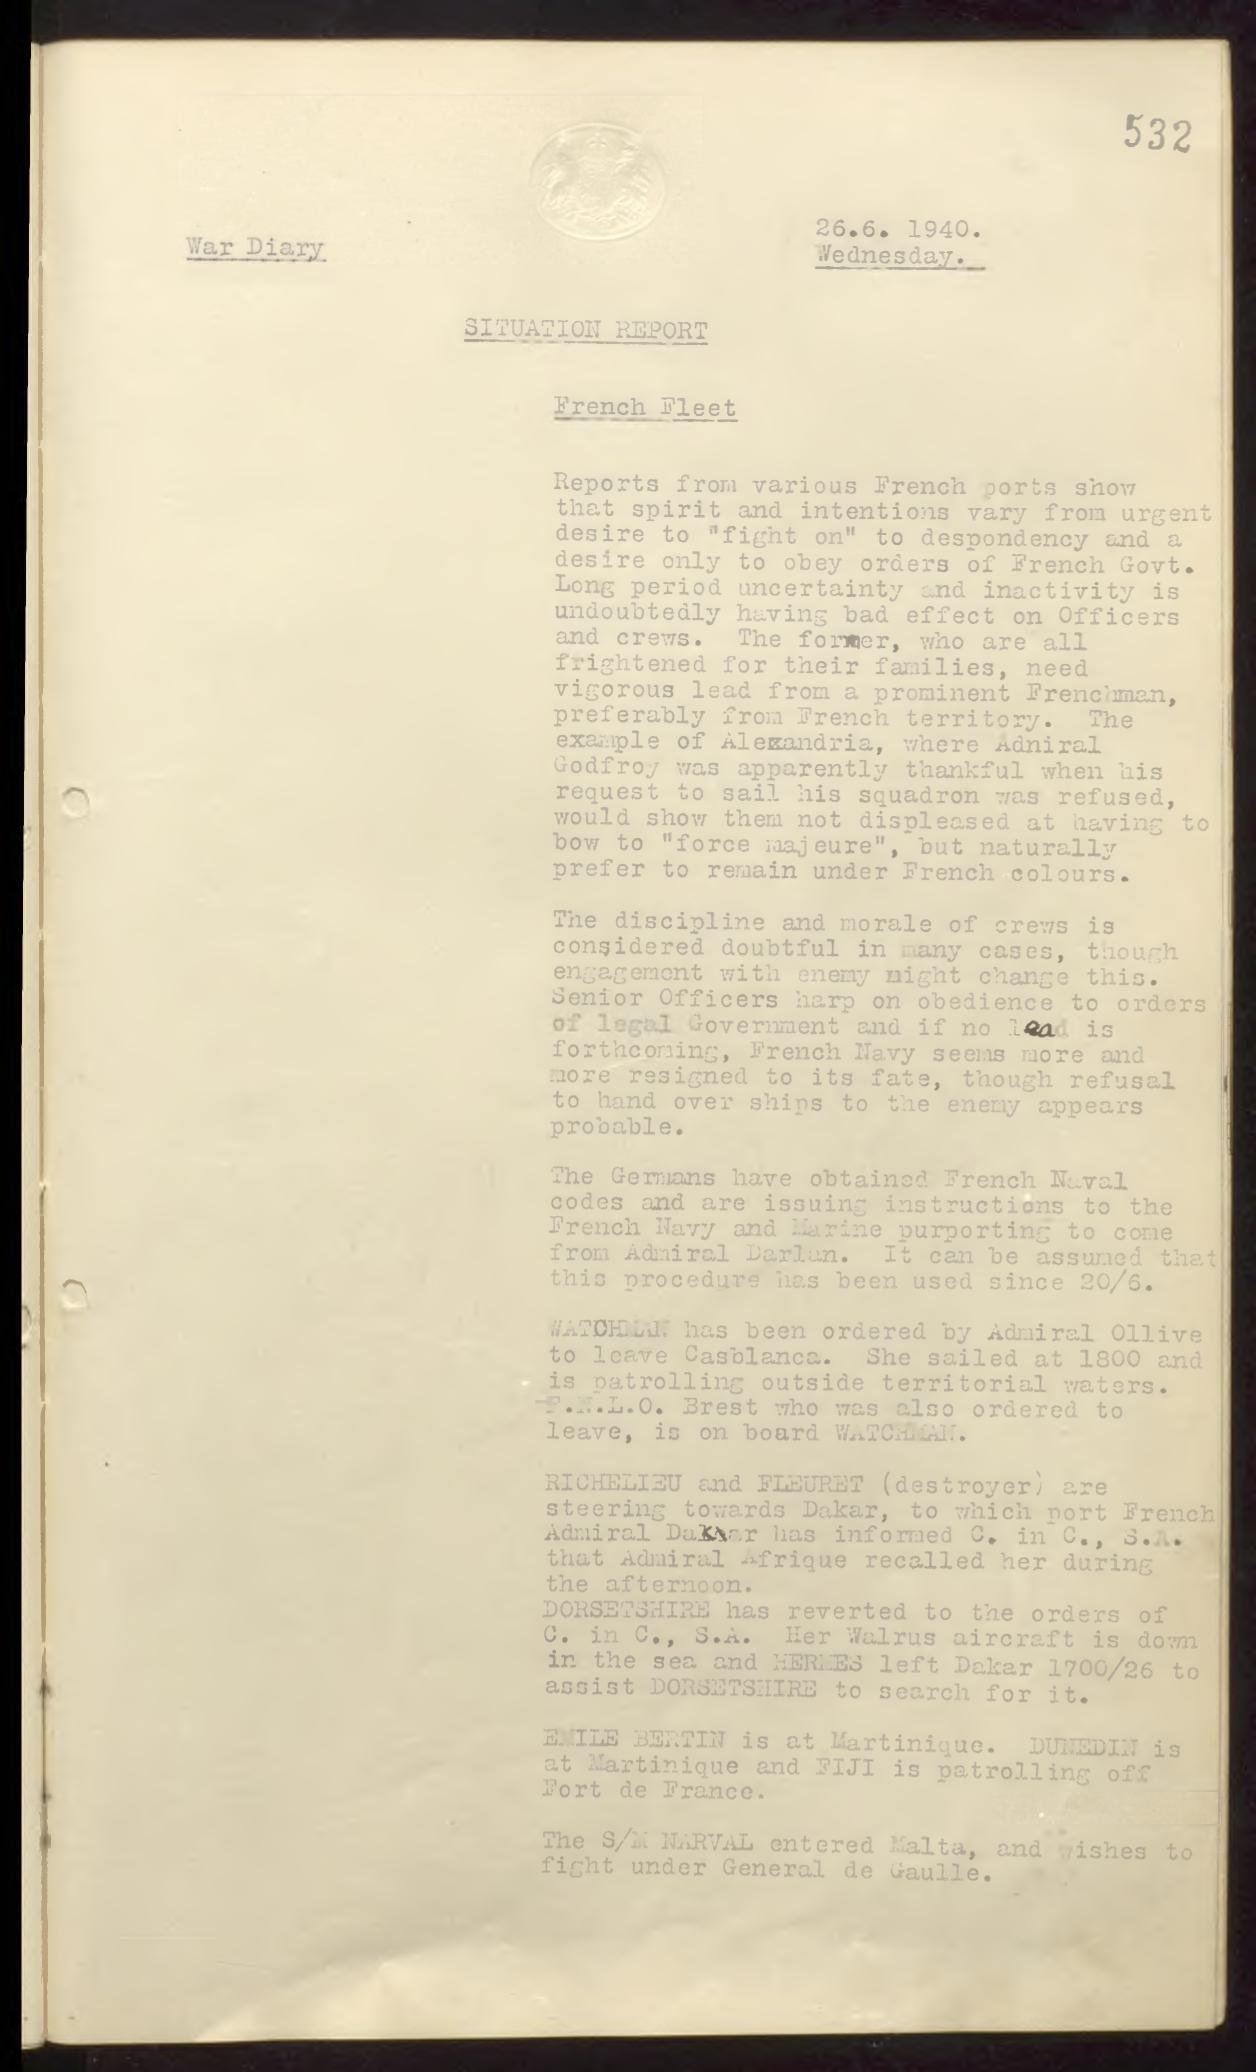 532
War Diary
26.6. 1940.
Wednesday.
SITUATION REPORT
French Fleet
Reports from various French ports show
that spirit and intentions vary from urgent
desire to "fight on" to despondency and a
desire only to obey orders of French Govt.
Long period uncertainty and inactivity is
undoubtedly having bad effect on Officers
and crews. The former, who are all
frightened for their families, need
vigorous lead from a prominent Frenchman,
preferably from French territory. The
example of Alexandria, where Adniral
Godfroy was apparently thankful when his
request to sail his squadron was refused,
would show them not displeased at having to
bow to "force majeure", but naturally
prefer to remain under French colours.
The discipline and morale of crews is
considered doubtful in many cases, though
engagement with enemy might change this.
Senior Officers harp on obedience to orders
of legal Government and if no lead is
forthcoming, French Navy seems more and
more resigned to its fate, though refusal
to hand over ships to the enemy appears
probable.
The Germans have obtained French Naval
codes and are issuing instructions to the
French Navy and Marine purporting to come
from Admiral Darlan. It can be assumed that
this procedure has been used since 20/6.
WATCHMAN has been ordered by Admiral Ollive
to leave Casblanca. She sailed at 1800 and
is patrolling outside territorial waters.
F.N.L.O. Brest who was also ordered to
leave, is on board WATCHMAN.
RICHELIEU and FLEURET (destroyer) are
steering towards Dakar, to which port French
Admiral Dakar has informed C. in C., S.A.
that Admiral Afrique recalled her during
the afternoon.
DORSETSHIRE has reverted to the orders of
C. in C., S.A. Her Walrus aircraft is down
in the sea and HERMES left Dakar 1700/26 to
assist DORSETSHIRE to search for it.
EMILE BERTIN is at Martinique. DUNEDIN is
at Martinique and FIJI is patrolling off
Fort de France.
The S/M NARVAL entered Malta, and wishes to
fight under General de Gaulle.